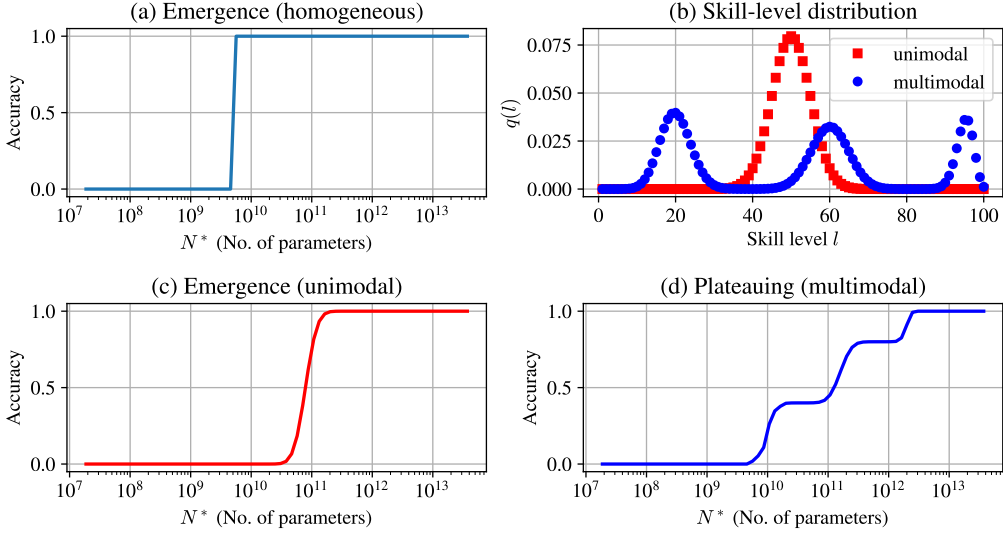 (a) Emergence (homogeneous)
1.0
0.5
0.0
Accuracy
10^7 10^8 10^9 10^10 10^11 10^12 10^13
N* (No. of parameters)
(b) Skill-level distribution
0.075
0.050
0.025
0.000
q(l)
unimodal
multimodal
0 20 40 60 80 100
Skill level l
(c) Emergence (unimodal)
1.0
0.5
0.0
Accuracy
10^7 10^8 10^9 10^10 10^11 10^12 10^13
N* (No. of parameters)
(d) Plateauing (multimodal)
1.0
0.5
0.0
Accuracy
10^7 10^8 10^9 10^10 10^11 10^12 10^13
N* (No. of parameters)